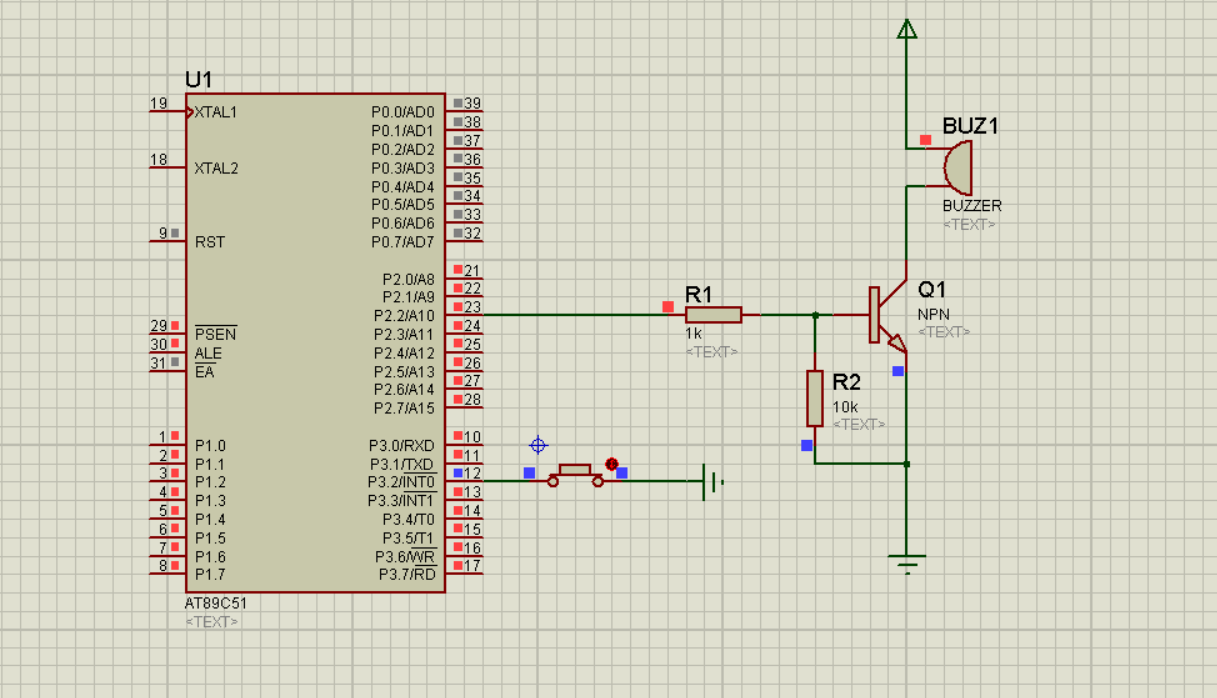 U1
19
XTAL1
18
XTAL2
9
RST
29
PSEN
30
ALE
31
EA
1
P1.0
2
P1.1
3
P1.2
4
P1.3
5
P1.4
6
P1.5
7
P1.6
8
P1.7
P0.0/AD0
39
P0.1/AD1
38
P0.2/AD2
37
P0.3/AD3
36
P0.4/AD4
35
P0.5/AD5
34
P0.6/AD6
33
P0.7/AD7
32
P2.0/A8
21
P2.1/A9
22
P2.2/A10
23
P2.3/A11
24
P2.4/A12
25
P2.5/A13
26
P2.6/A14
27
P2.7/A15
28
P3.0/RXD
10
P3.1/TXD
11
P3.2/INT0
12
P3.3/INT1
13
P3.4/T0
14
P3.5/T1
15
P3.6/WR
16
P3.7/RD
17
AT89C51
<TEXT>
R1
1k
<TEXT>
R2
10k
<TEXT>
BUZ1
BUZZER
<TEXT>
Q1
NPN
<TEXT>